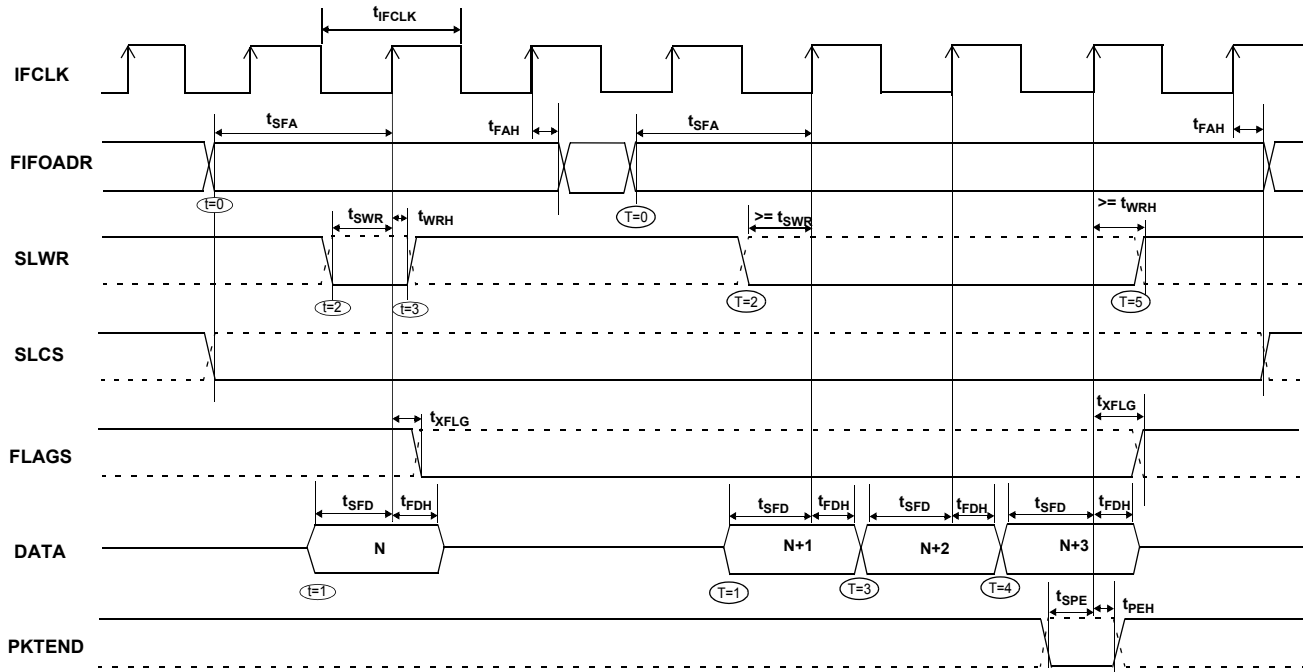 tIFCLK
IFCLK
tSFA
tFAH
tSFA
tFAH
FIFOADR
t=0
T=0
tSWR
tWRH
>= tSWR
>= tWRH
SLWR
t=2
t=3
T=2
T=5
SLCS
tXFLG
tXFLG
FLAGS
tSFD
tFDH
tSFD
tFDH
tSFD
tFDH
tSFD
tFDH
DATA
N
N+1
N+2
N+3
t=1
T=1
T=3
T=4
tSPE
tPEH
PKTEND